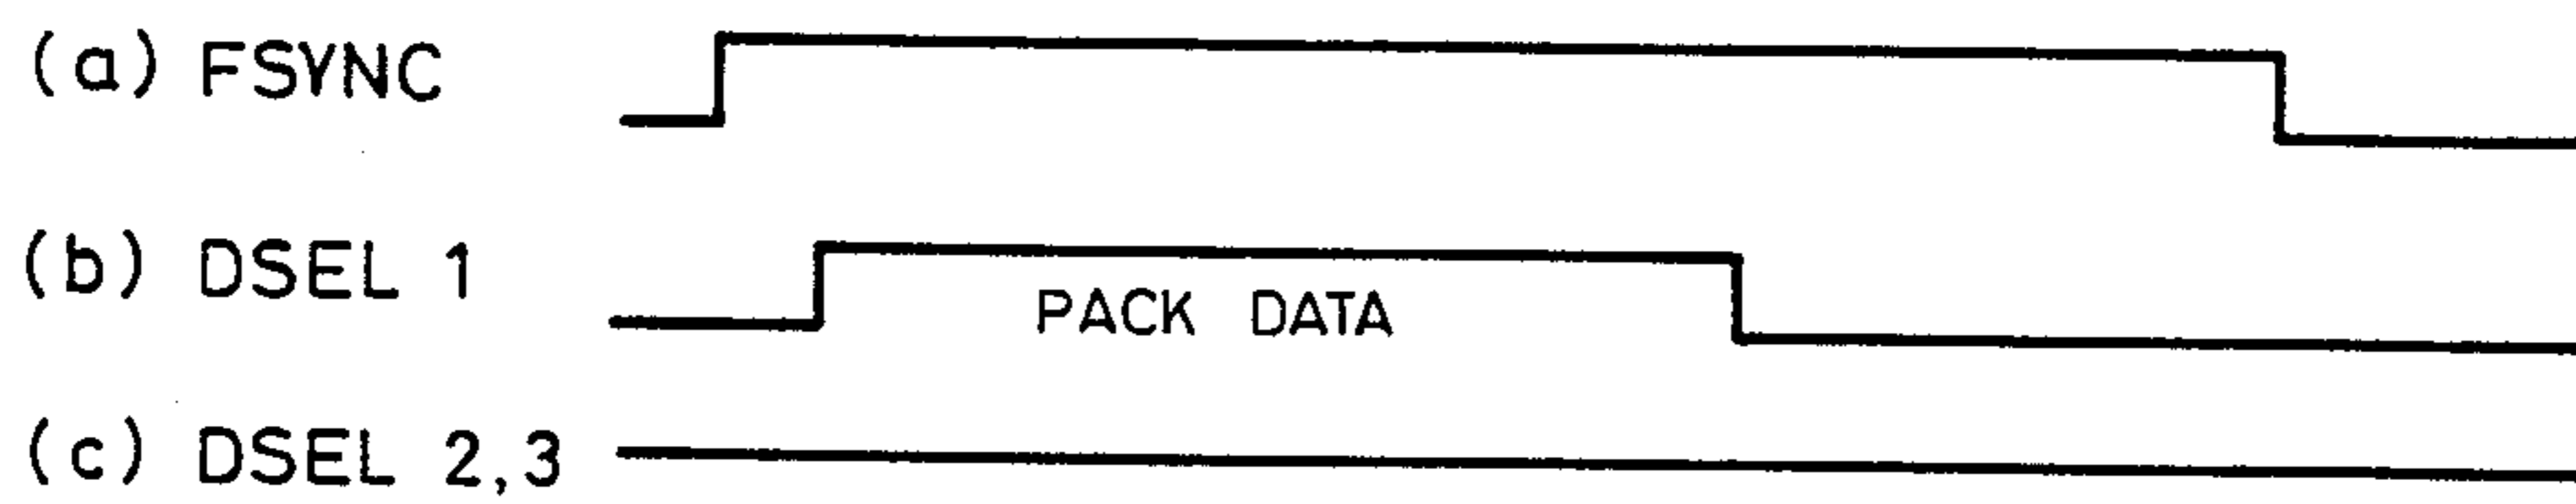 (a) FSYNC
(b) DSEL 1
PACK DATA
(c) DSEL 2,3